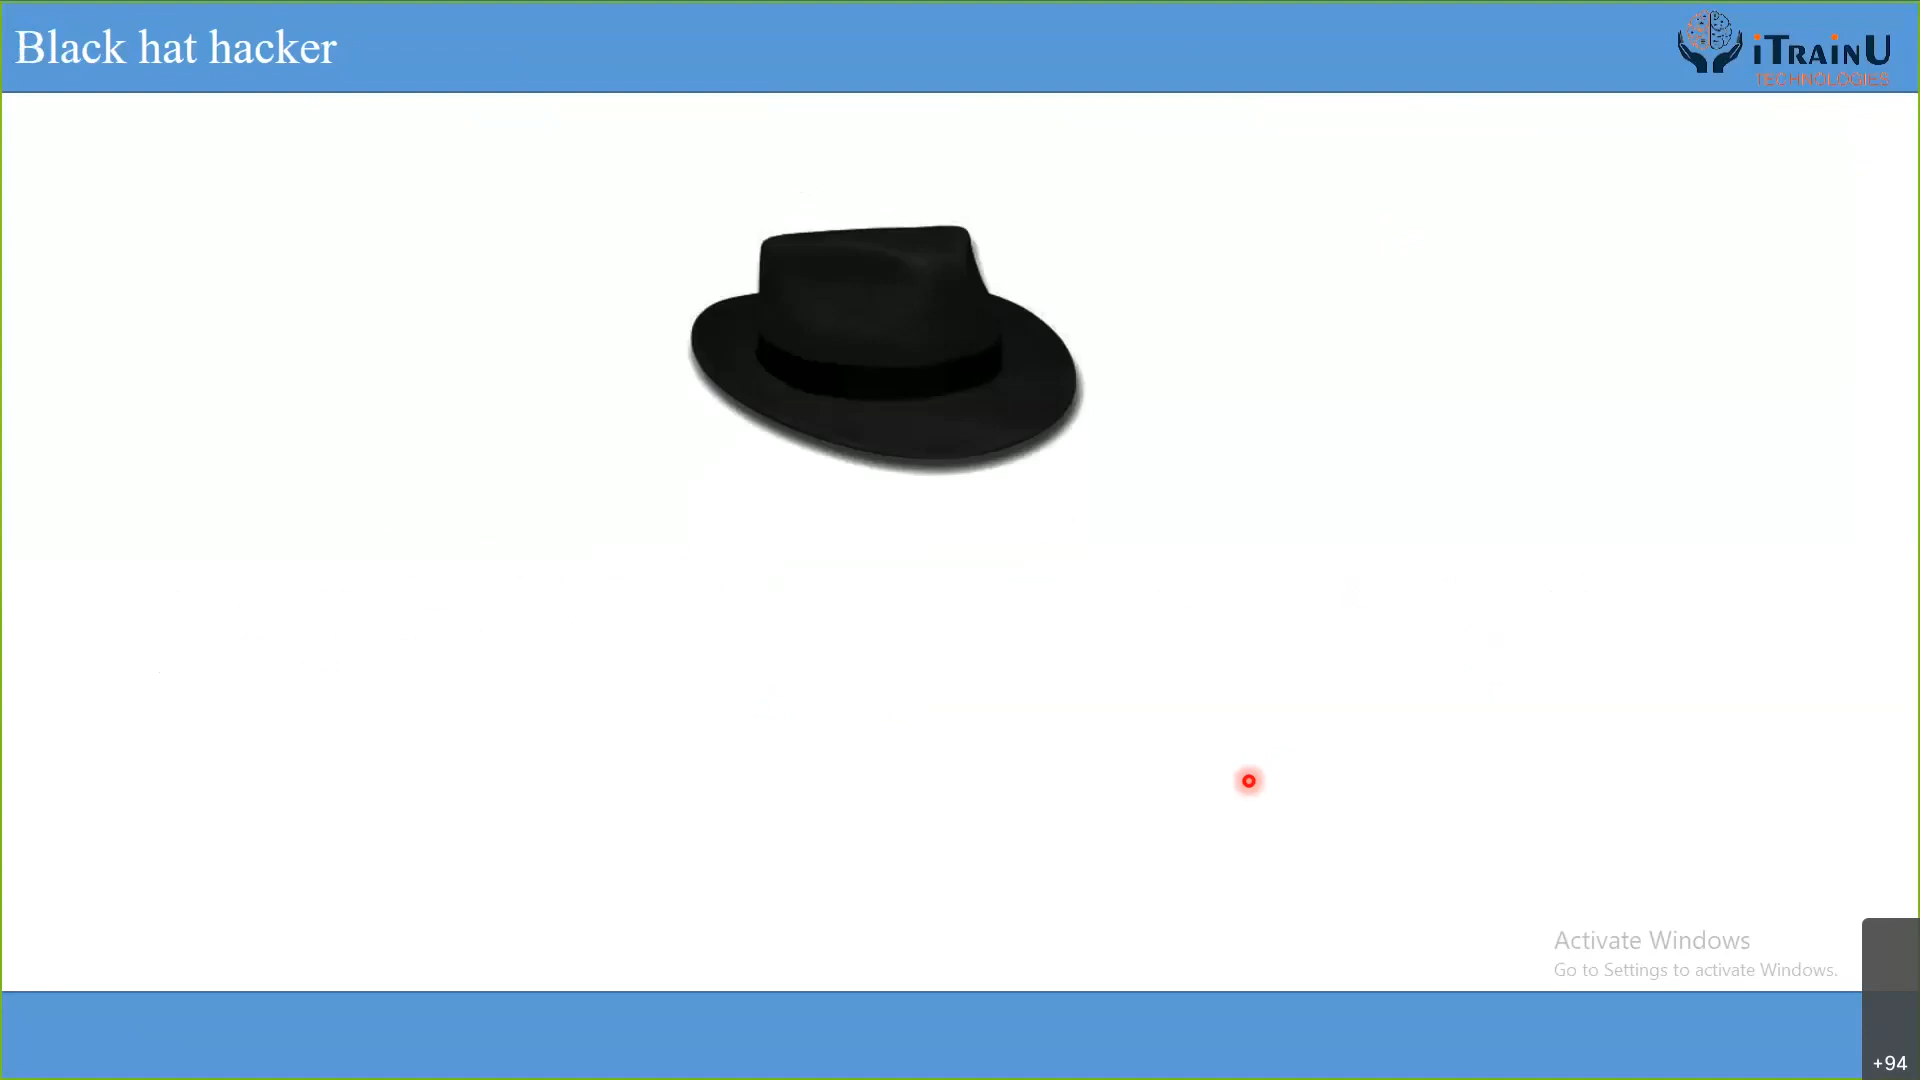 Black hat hacker
iTRAINU
TECHNOLOGIES
Activate Windows
Go to Settings to activate Windows.
+94